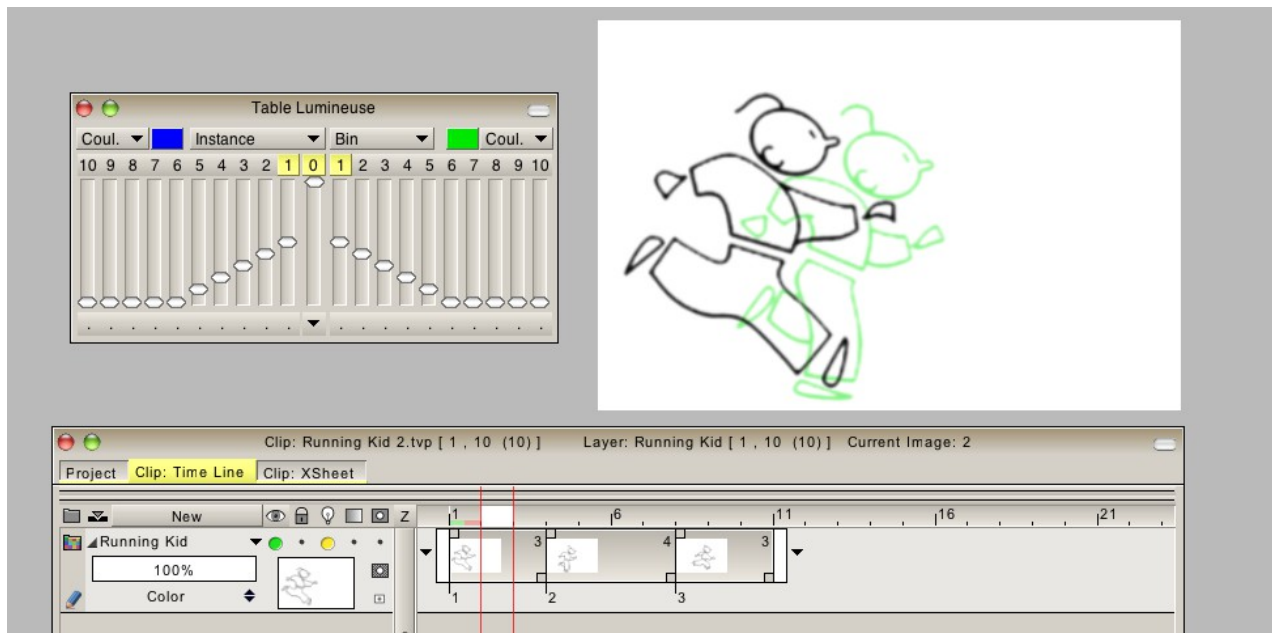 Table Lumineuse
Coul. Instance Bin Coul.
10 9 8 7 6 5 4 3 2 1 0 1 2 3 4 5 6 7 8 9 10
Clip: Running Kid 2.tvp [ 1 , 10 (10) ] Layer: Running Kid [ 1 , 10 (10) ] Current Image: 2
Project Clip: Time Line Clip: XSheet
New Z 1 6 11 16 21
Running Kid 3 4 3
100%
Color 1 2 3